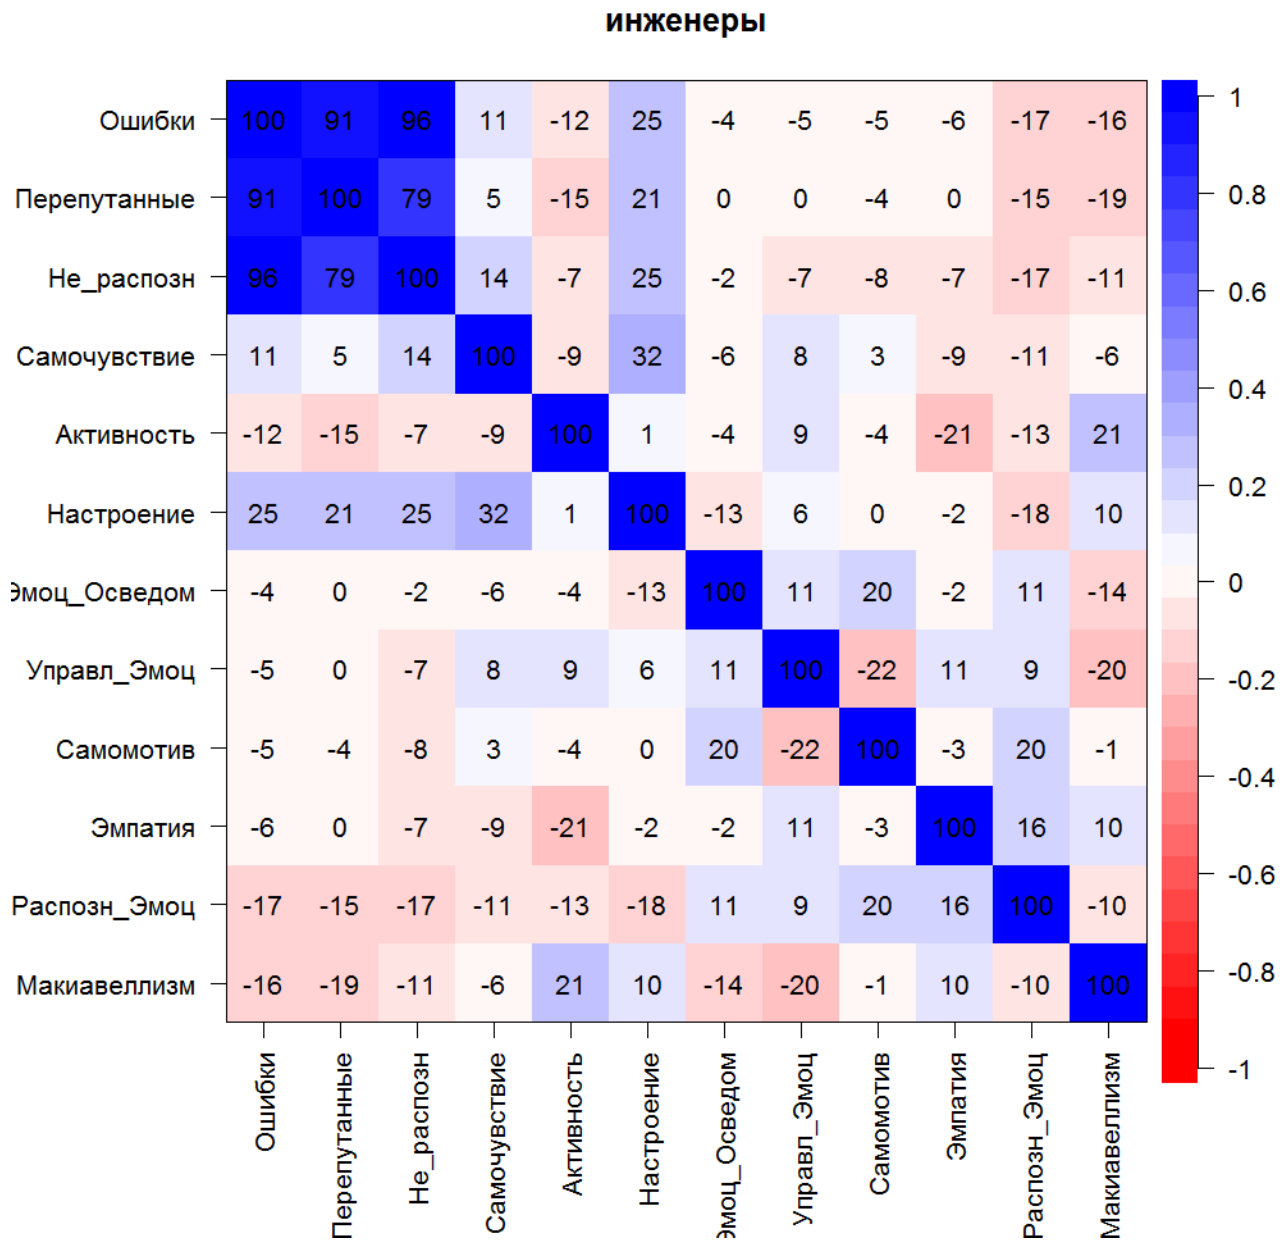 инженеры
Ошибки 100 91 96 11 -12 25 -4 -5 -5 -6 -17 -16
Перепутанные 91 100 79 5 -15 21 0 0 -4 0 -15 -19
Не_распозн 96 79 100 14 -7 25 -2 -7 -8 -7 -17 -11
Самочувствие 11 5 14 100 -9 32 -6 8 3 -9 -11 -6
Активность -12 -15 -7 -9 100 1 -4 9 -4 -21 -13 21
Настроение 25 21 25 32 1 100 -13 6 0 -2 -18 10
Эмоц_Осведом -4 0 -2 -6 -4 -13 100 11 20 -2 11 -14
Управл_Эмоц -5 0 -7 8 9 6 11 100 -22 11 9 -20
Самомотив -5 -4 -8 3 -4 0 20 -22 100 -3 20 -1
Эмпатия -6 0 -7 -9 -21 -2 -2 11 -3 100 16 10
Распозн_Эмоц -17 -15 -17 -11 -13 -18 11 9 20 16 100 -10
Макиавеллизм -16 -19 -11 -6 21 10 -14 -20 -1 10 -10 100
Ошибки
Перепутанные
Не_распозн
Самочувствие
Активность
Настроение
Эмоц_Осведом
Управл_Эмоц
Самомотив
Эмпатия
Распозн_Эмоц
Макиавеллизм
1
0.8
0.6
0.4
0.2
0
-0.2
-0.4
-0.6
-0.8
-1